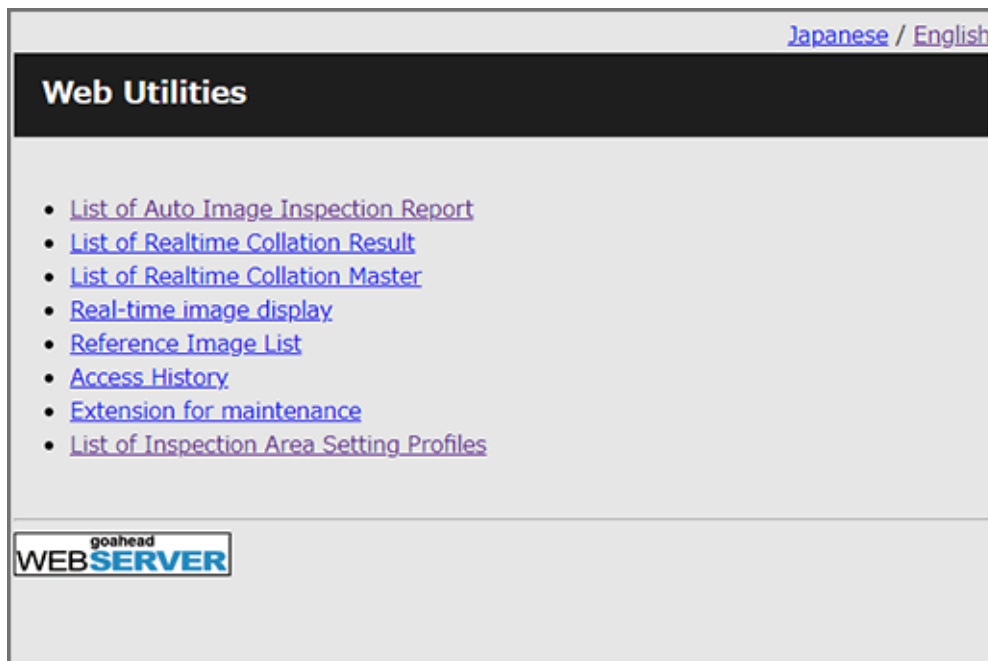 Japanese / English
Web Utilities
• List of Auto Image Inspection Report
• List of Realtime Collation Result
• List of Realtime Collation Master
• Real-time image display
• Reference Image List
• Access History
• Extension for maintenance
• List of Inspection Area Setting Profiles
goahead
WEBSERVER